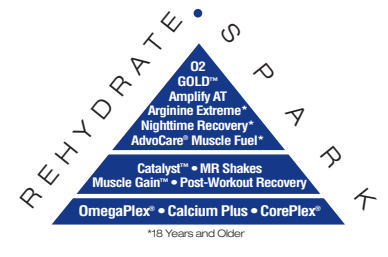 REHYDRATE • SPARK
O2
GOLD™
Amplify AT
Arginine Extreme*
Nighttime Recovery*
AdvoCare® Muscle Fuel*
Catalyst™ • MR Shakes
Muscle Gain™ • Post-Workout Recovery
OmegaPlex® • Calcium Plus • CorePlex®
*18 Years and Older